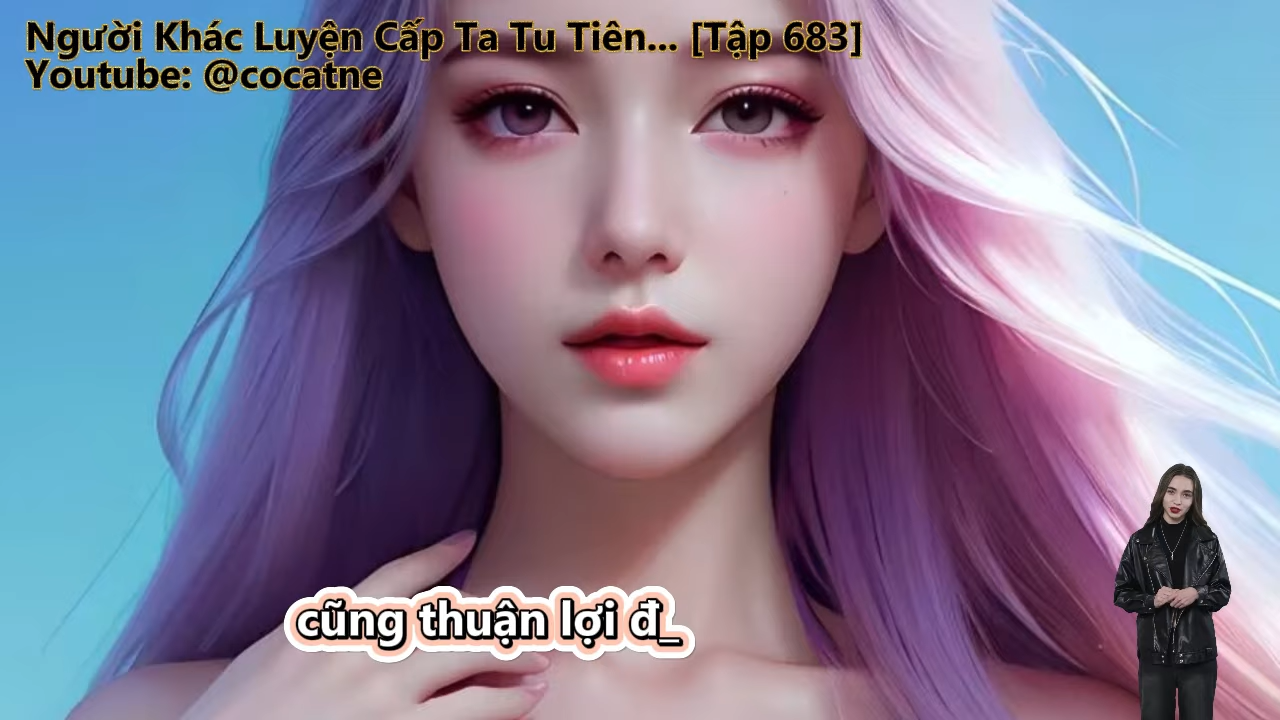 Người Khác Luyện Cấp Ta Tu Tiên... [Tập 683]
Youtube: @cocatne
cũng thuận lợi đ_